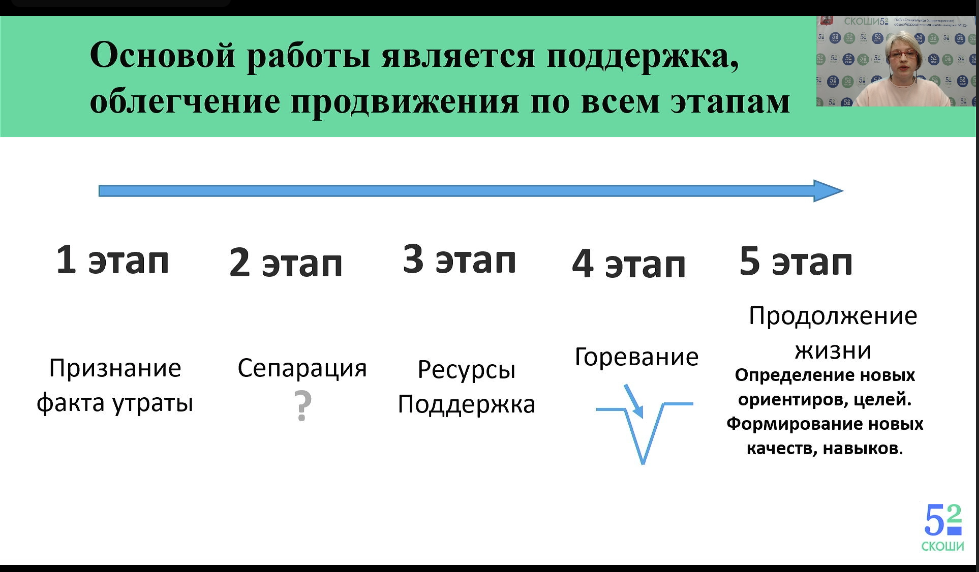 Основой работы является поддержка,
облегчение продвижения по всем этапам
СКОШИ 52
1 этап
2 этап
3 этап
4 этап
5 этап
Признание
факта утраты
Сепарация
?
Ресурсы
Поддержка
Горевание
Продолжение
жизни
Определение новых
ориентиров, целей.
Формирование новых
качеств, навыков.
52
СКОШИ